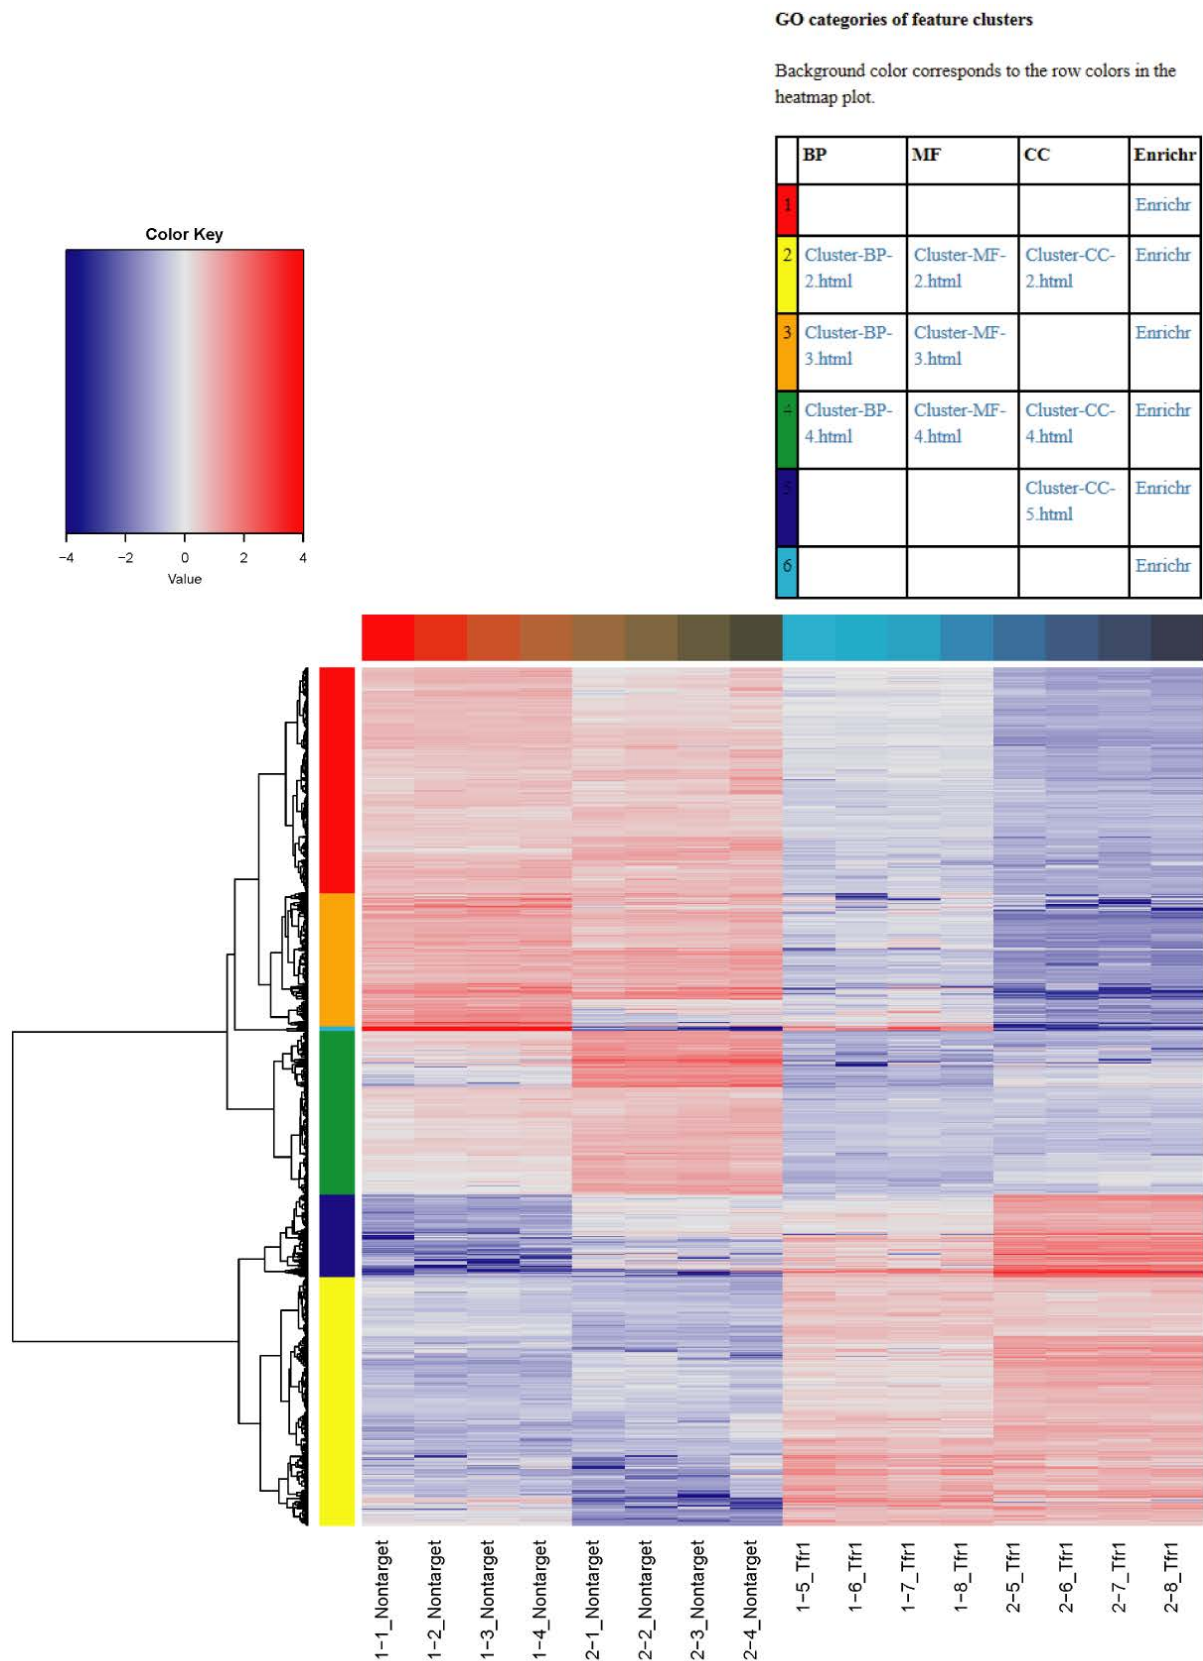 GO categories of feature clusters
Background color corresponds to the row colors in the
heatmap plot.
BP MF CC Enrichr
1 Enrichr
2 Cluster-BP- Cluster-MF- Cluster-CC- Enrichr
2.html 2.html 2.html
3 Cluster-BP- Cluster-MF- Enrichr
3.html 3.html
4 Cluster-BP- Cluster-MF- Cluster-CC- Enrichr
4.html 4.html 4.html
5 Cluster-CC- Enrichr
5.html
6 Enrichr
Color Key
−4 −2 0 2 4
Value
1−1_Nontarget
1−2_Nontarget
1−3_Nontarget
1−4_Nontarget
2−1_Nontarget
2−2_Nontarget
2−3_Nontarget
2−4_Nontarget
1−5_Tfr1
1−6_Tfr1
1−7_Tfr1
1−8_Tfr1
2−5_Tfr1
2−6_Tfr1
2−7_Tfr1
2−8_Tfr1